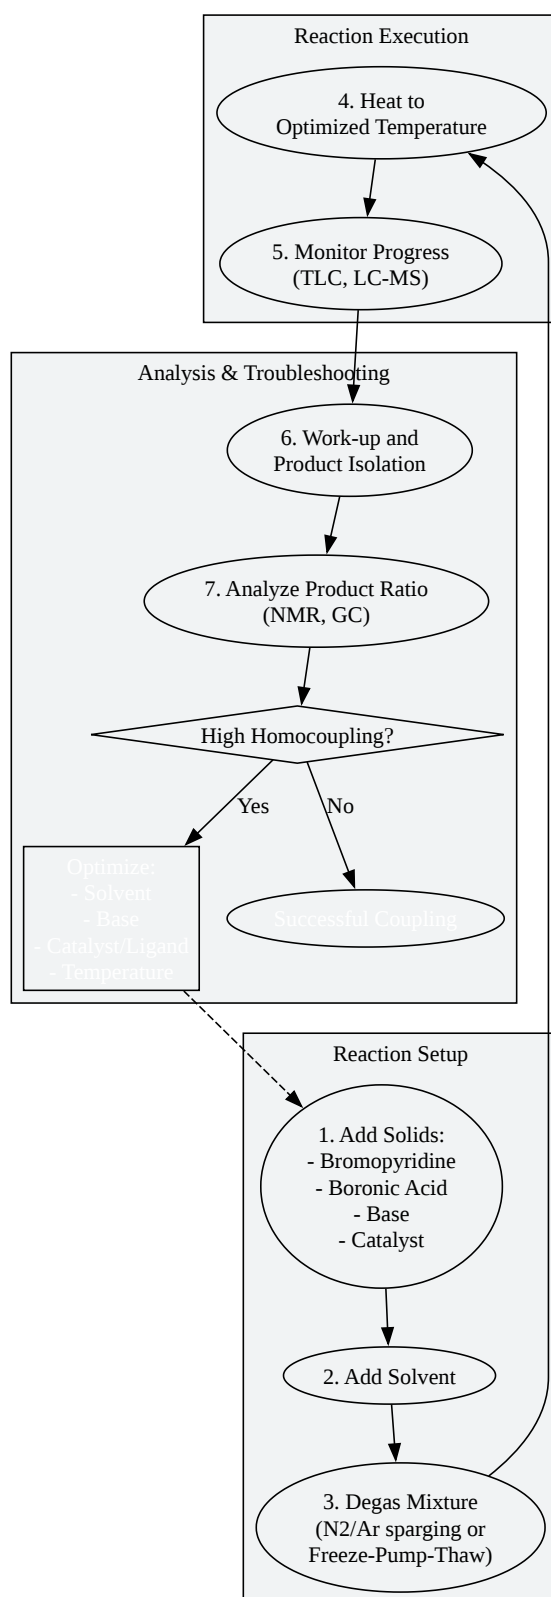 Reaction Execution
4. Heat to
Optimized Temperature
5. Monitor Progress
(TLC, LC-MS)
Analysis & Troubleshooting
6. Work-up and
Product Isolation
7. Analyze Product Ratio
(NMR, GC)
High Homocoupling?
Yes
No
Optimize:
- Solvent
- Base
- Catalyst/Ligand
- Temperature
Successful Coupling
Reaction Setup
1. Add Solids:
- Bromopyridine
- Boronic Acid
- Base
- Catalyst
2. Add Solvent
3. Degas Mixture
(N2/Ar sparging or
Freeze-Pump-Thaw)